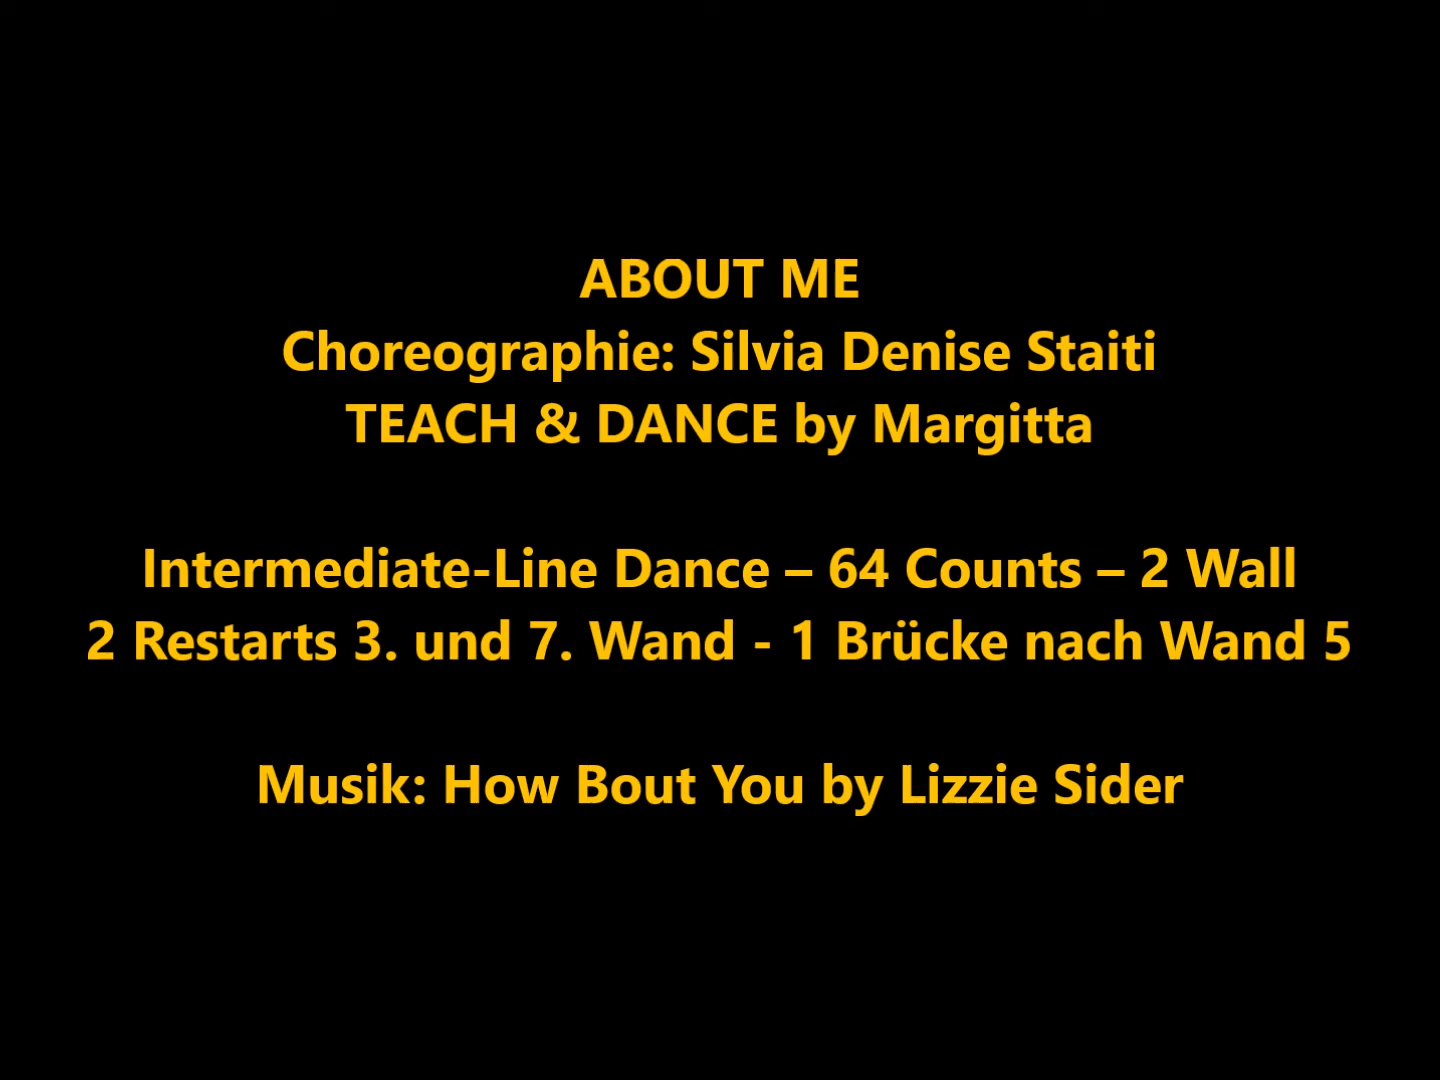 ABOUT ME
Choreographie: Silvia Denise Staiti
TEACH & DANCE by Margitta
Intermediate-Line Dance – 64 Counts – 2 Wall
2 Restarts 3. und 7. Wand - 1 Brücke nach Wand 5
Musik: How Bout You by Lizzie Sider